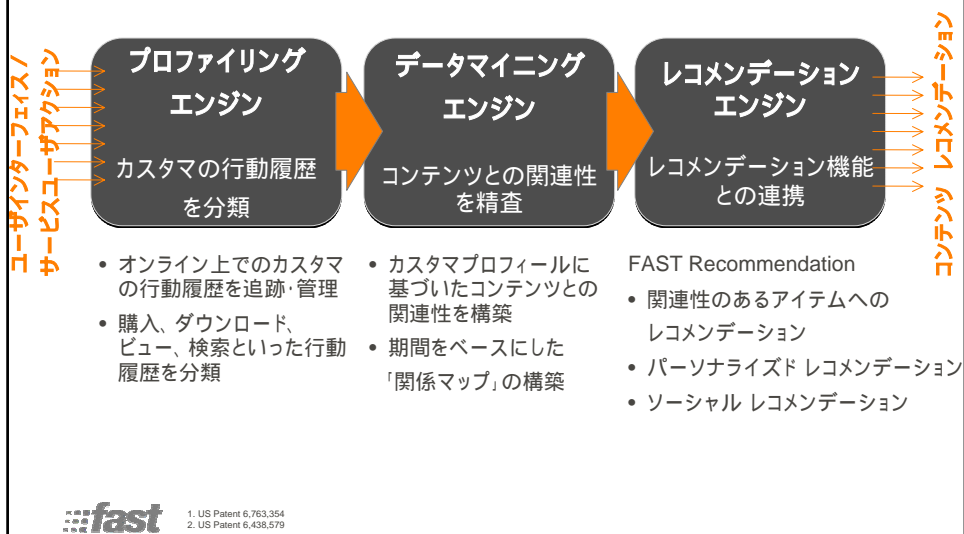 ユーザインターフェイス /
サービスユーザアクション
プロファイリング
エンジン
カスタマの行動履歴
を分類
データマイニング
エンジン
コンテンツとの関連性
を精査
レコメンデーション
エンジン
レコメンデーション機能
との連携
コンテンツ レコメンデーション
• オンライン上でのカスタマ
の行動履歴を追跡・管理
• 購入、ダウンロード、
ビュー、検索といった行動
履歴を分類
• カスタマプロフィールに
基づいたコンテンツとの
関連性を構築
• 期間をベースにした
「関係マップ」の構築
FAST Recommendation
• 関連性のあるアイテムへの
レコメンデーション
• パーソナライズド レコメンデーション
• ソーシャル レコメンデーション
fast
1. US Patent 6,763,354
2. US Patent 6,438,579